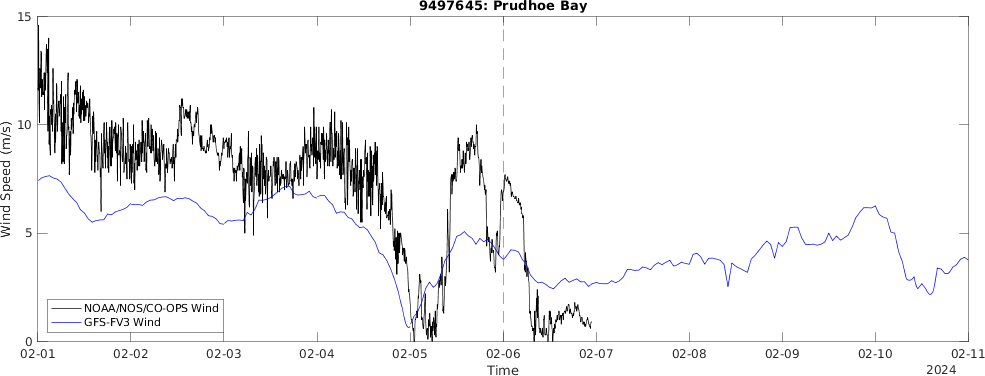 9497645: Prudhoe Bay
15
10
5
0
Wind Speed (m/s)
NOAA/NOS/CO-OPS Wind
GFS-FV3 Wind
02-01 02-02 02-03 02-04 02-05 02-06 02-07 02-08 02-09 02-10 02-11
Time
2024